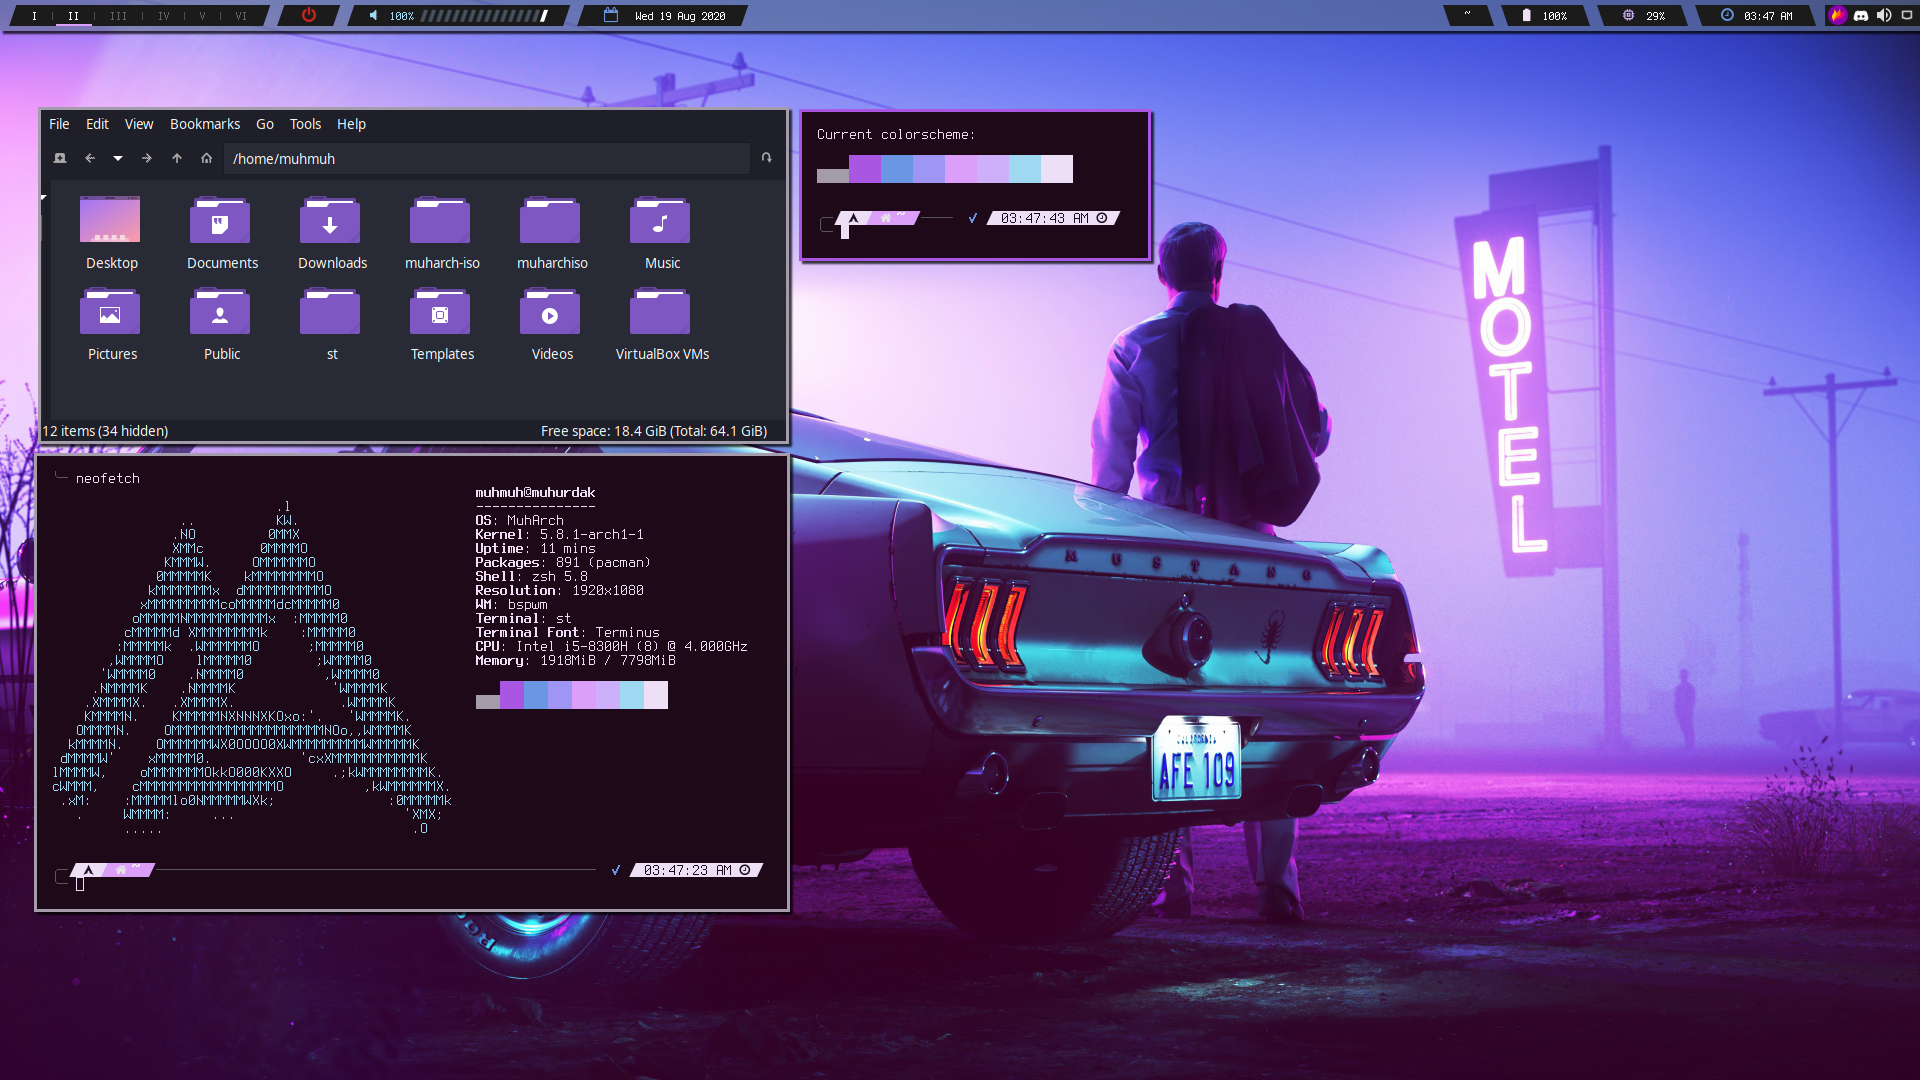 I II III IV V VI
100%
Wed 19 Aug 2020
~
100%
29%
03:47 AM
File Edit View Bookmarks Go Tools Help
/home/muhmuh
Desktop Documents Downloads muharch-iso muharchiso Music
Pictures Public st Templates Videos VirtualBox VMs
12 items (34 hidden) Free space: 18.4 GiB (Total: 64.1 GiB)
Current colorscheme:
~ ✓ 03:47:43 AM
neofetch
muhmuh@muhurdak
---------------
OS: MuhArch
Kernel: 5.8.1-arch1-1
Uptime: 11 mins
Packages: 891 (pacman)
Shell: zsh 5.8
Resolution: 1920x1080
WM: bspwm
Terminal: st
Terminal Font: Terminus
CPU: Intel i5-8300H (8) @ 4.000GHz
Memory: 1918MiB / 7798MiB
~ ✓ 03:47:23 AM
MOTEL
MUSTANG
CALIFORNIA
AFE 109